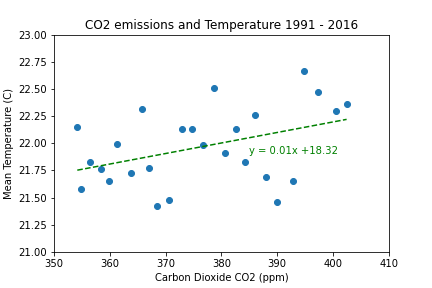 CO2 emissions and Temperature 1991 - 2016
23.00
22.75
22.50
22.25
22.00
21.75
21.50
21.25
21.00
Mean Temperature (C)
y = 0.01x +18.32
350 360 370 380 390 400 410
Carbon Dioxide CO2 (ppm)